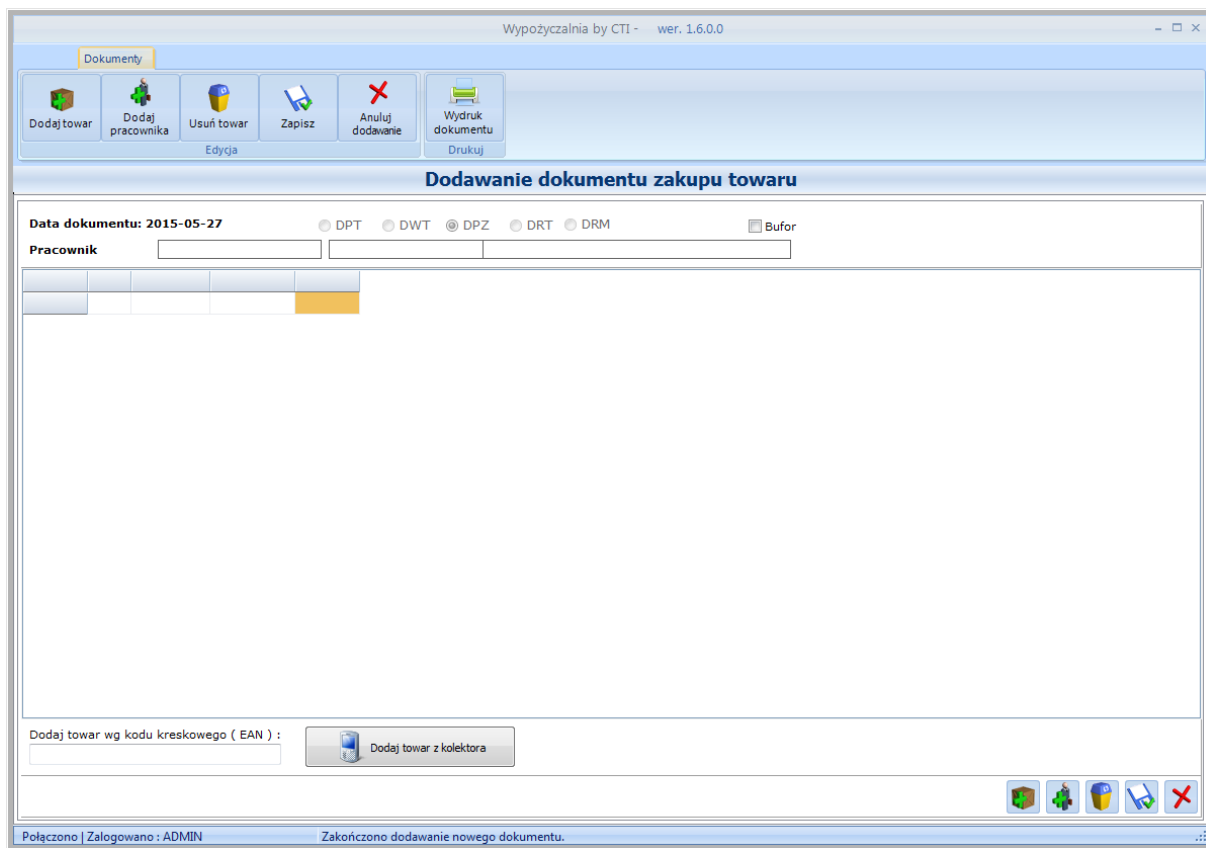 Wypożyczalnia by CTI - wer. 1.6.0.0
Dokumenty
Dodaj towar
Dodaj pracownika
Usuń towar
Zapisz
Anuluj dodawanie
Wydruk dokumentu
Edycja
Drukuj
Dodawanie dokumentu zakupu towaru
Data dokumentu: 2015-05-27 DPT DWT DPZ DRT DRM Bufor
Pracownik
Dodaj towar wg kodu kreskowego ( EAN ) :
Dodaj towar z kolektora
Połączono | Zalogowano : ADMIN Zakończono dodawanie nowego dokumentu.